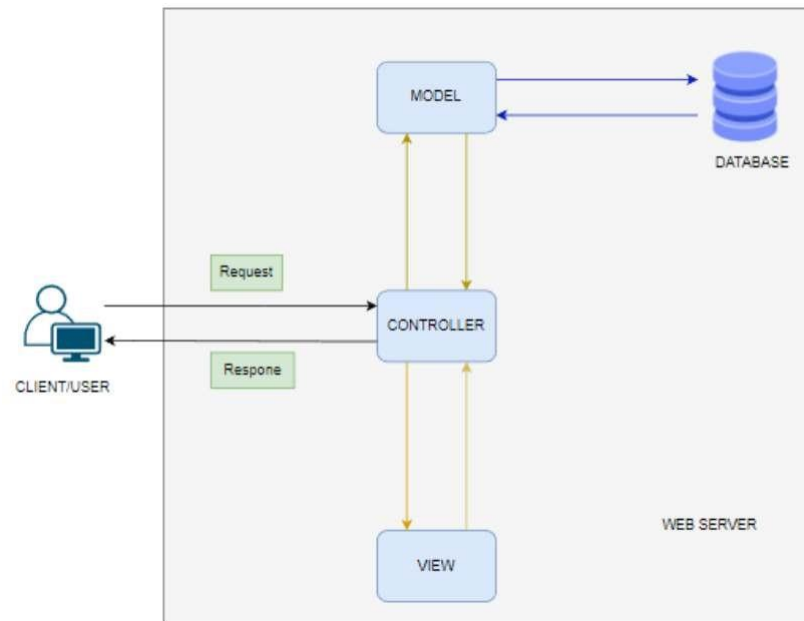 MODEL
DATABASE
Request
CONTROLLER
Respone
CLIENT/USER
WEB SERVER
VIEW